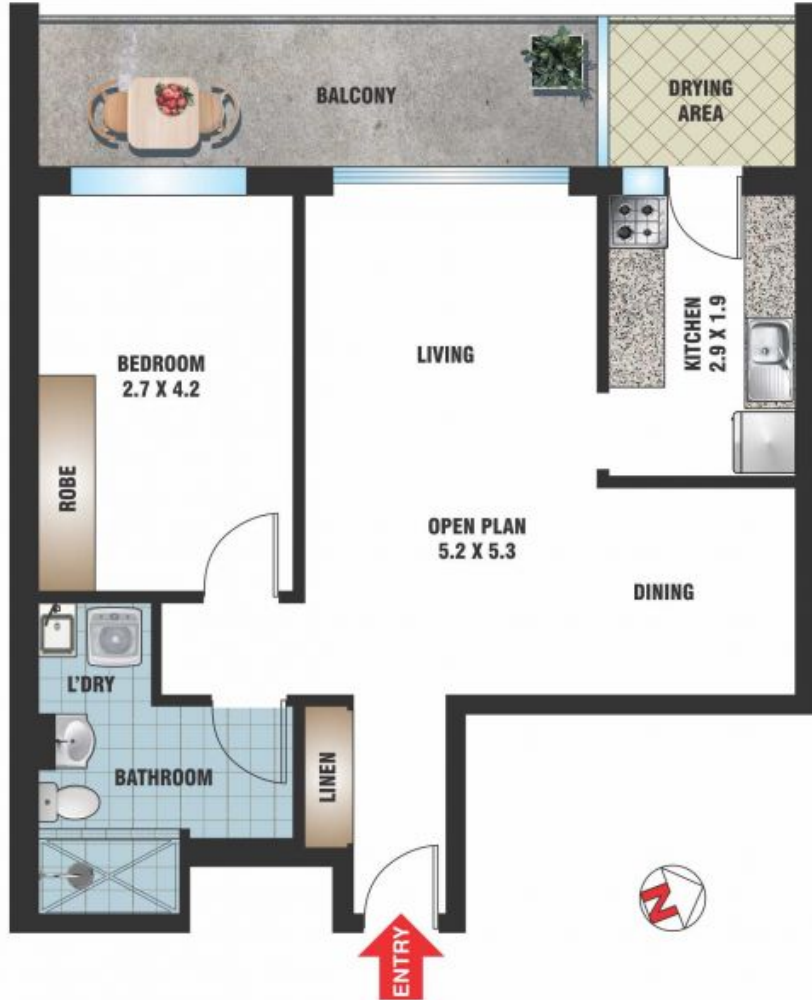 BALCONY
DRYING
AREA
BEDROOM
2.7 X 4.2
LIVING
KITCHEN
2.9 X 1.9
ROBE
OPEN PLAN
5.2 X 5.3
DINING
L'DRY
BATHROOM
LINEN
N
ENTRY